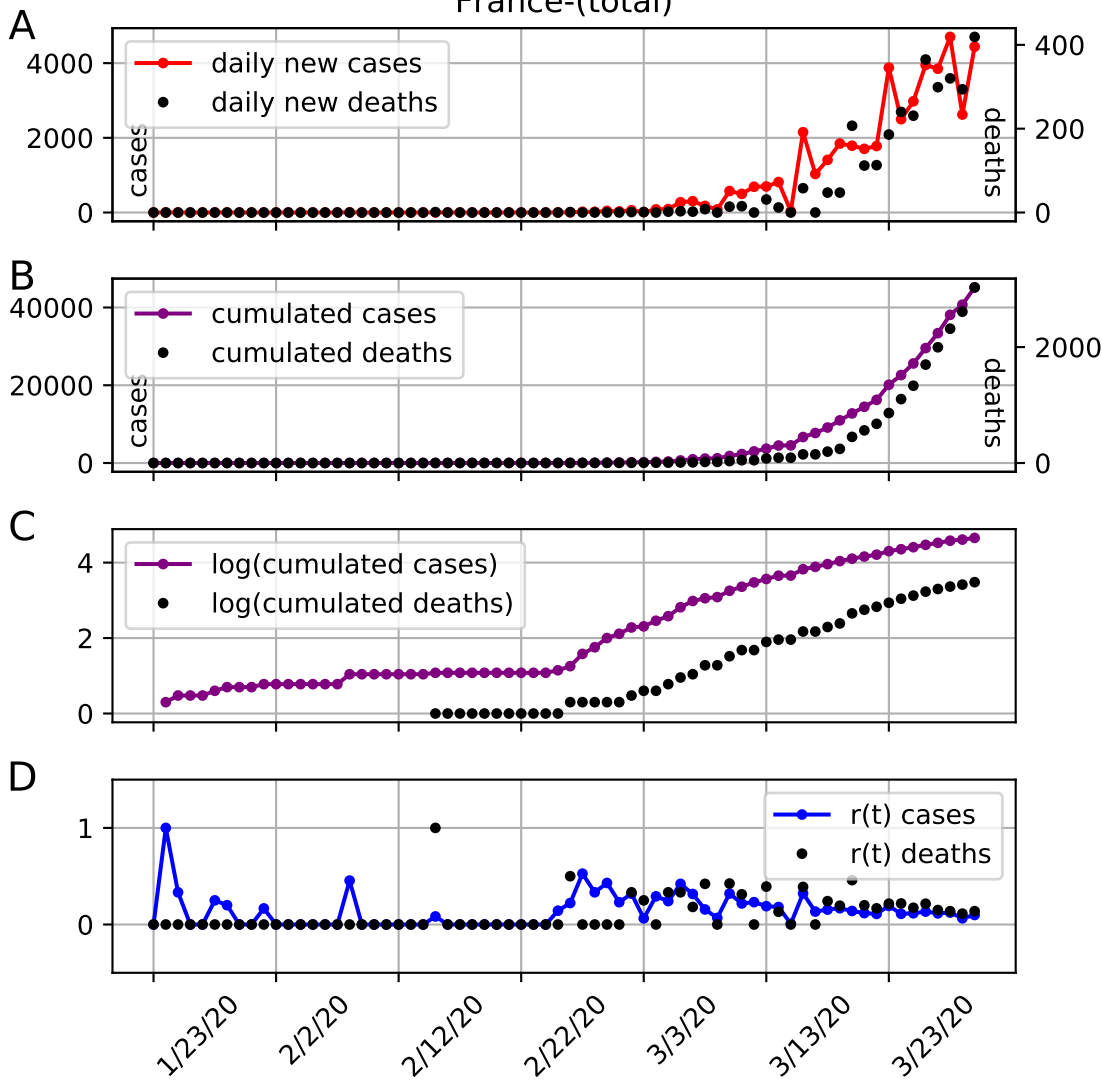 France-(total)
A
daily new cases
daily new deaths
4000
2000
0
cases
400
200
0
deaths
B
cumulated cases
cumulated deaths
40000
20000
0
cases
2000
0
deaths
C
log(cumulated cases)
log(cumulated deaths)
4
2
0
D
r(t) cases
r(t) deaths
1
0
1/23/20
2/2/20
2/12/20
2/22/20
3/3/20
3/13/20
3/23/20